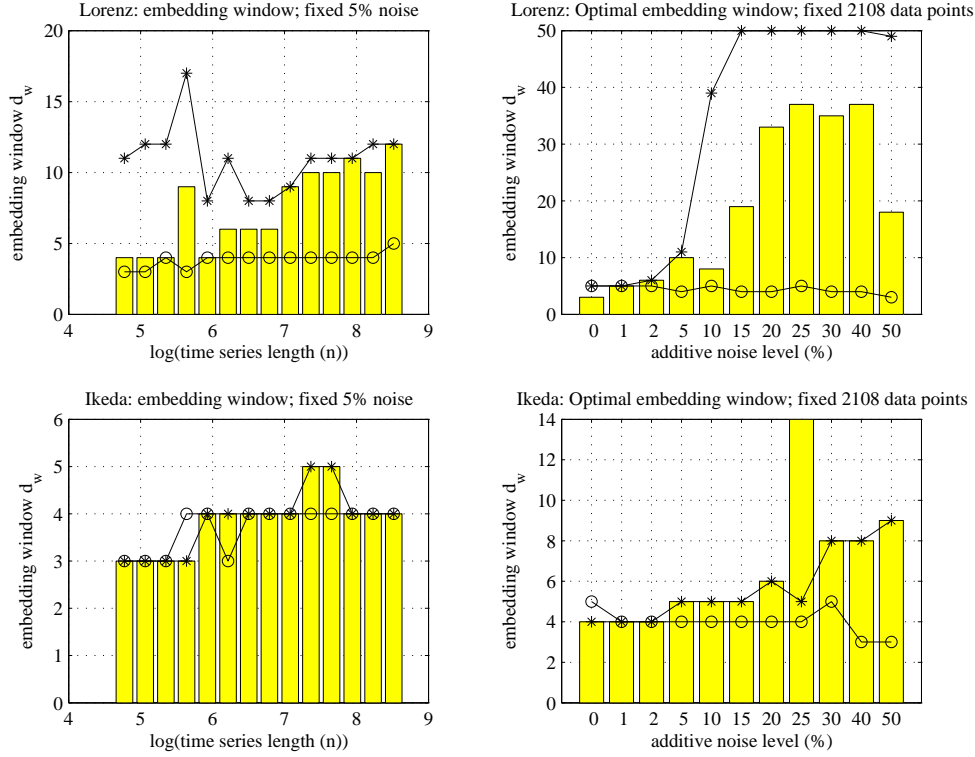 Lorenz: embedding window; fixed 5% noise
20
15
10
5
0
embedding window d_w
4 5 6 7 8 9
log(time series length (n))
Lorenz: Optimal embedding window; fixed 2108 data points
50
40
30
20
10
0
embedding window d_w
0 1 2 5 10 15 20 25 30 40 50
additive noise level (%)
Ikeda: embedding window; fixed 5% noise
6
5
4
3
2
1
0
embedding window d_w
4 5 6 7 8 9
log(time series length (n))
Ikeda: Optimal embedding window; fixed 2108 data points
14
12
10
8
6
4
2
0
embedding window d_w
0 1 2 5 10 15 20 25 30 40 50
additive noise level (%)